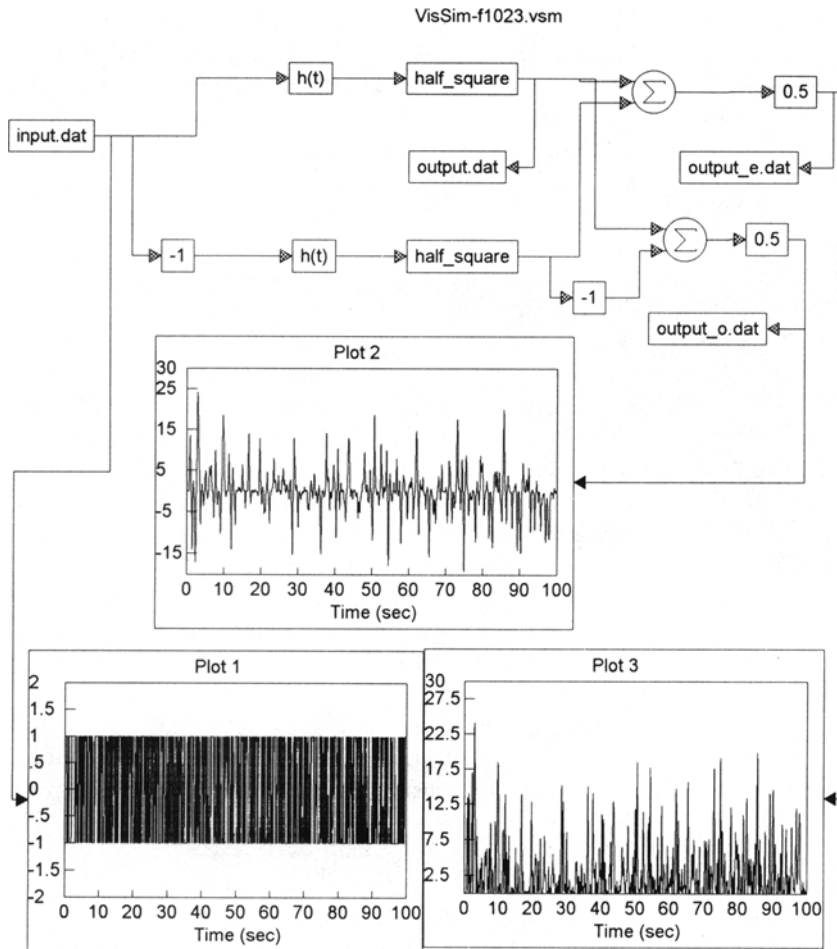 VisSim-f1023.vsm
h(t)
half_square
Σ
0.5
input.dat
output.dat
output_e.dat
-1
h(t)
half_square
Σ
0.5
-1
output_o.dat
Plot 2
30
25
15
5
-5
-15
0 10 20 30 40 50 60 70 80 90 100
Time (sec)
Plot 1
2
1.5
1
.5
0
-.5
-1
-1.5
-2
0 10 20 30 40 50 60 70 80 90 100
Time (sec)
Plot 3
30
27.5
22.5
17.5
12.5
7.5
2.5
0 10 20 30 40 50 60 70 80 90 100
Time (sec)